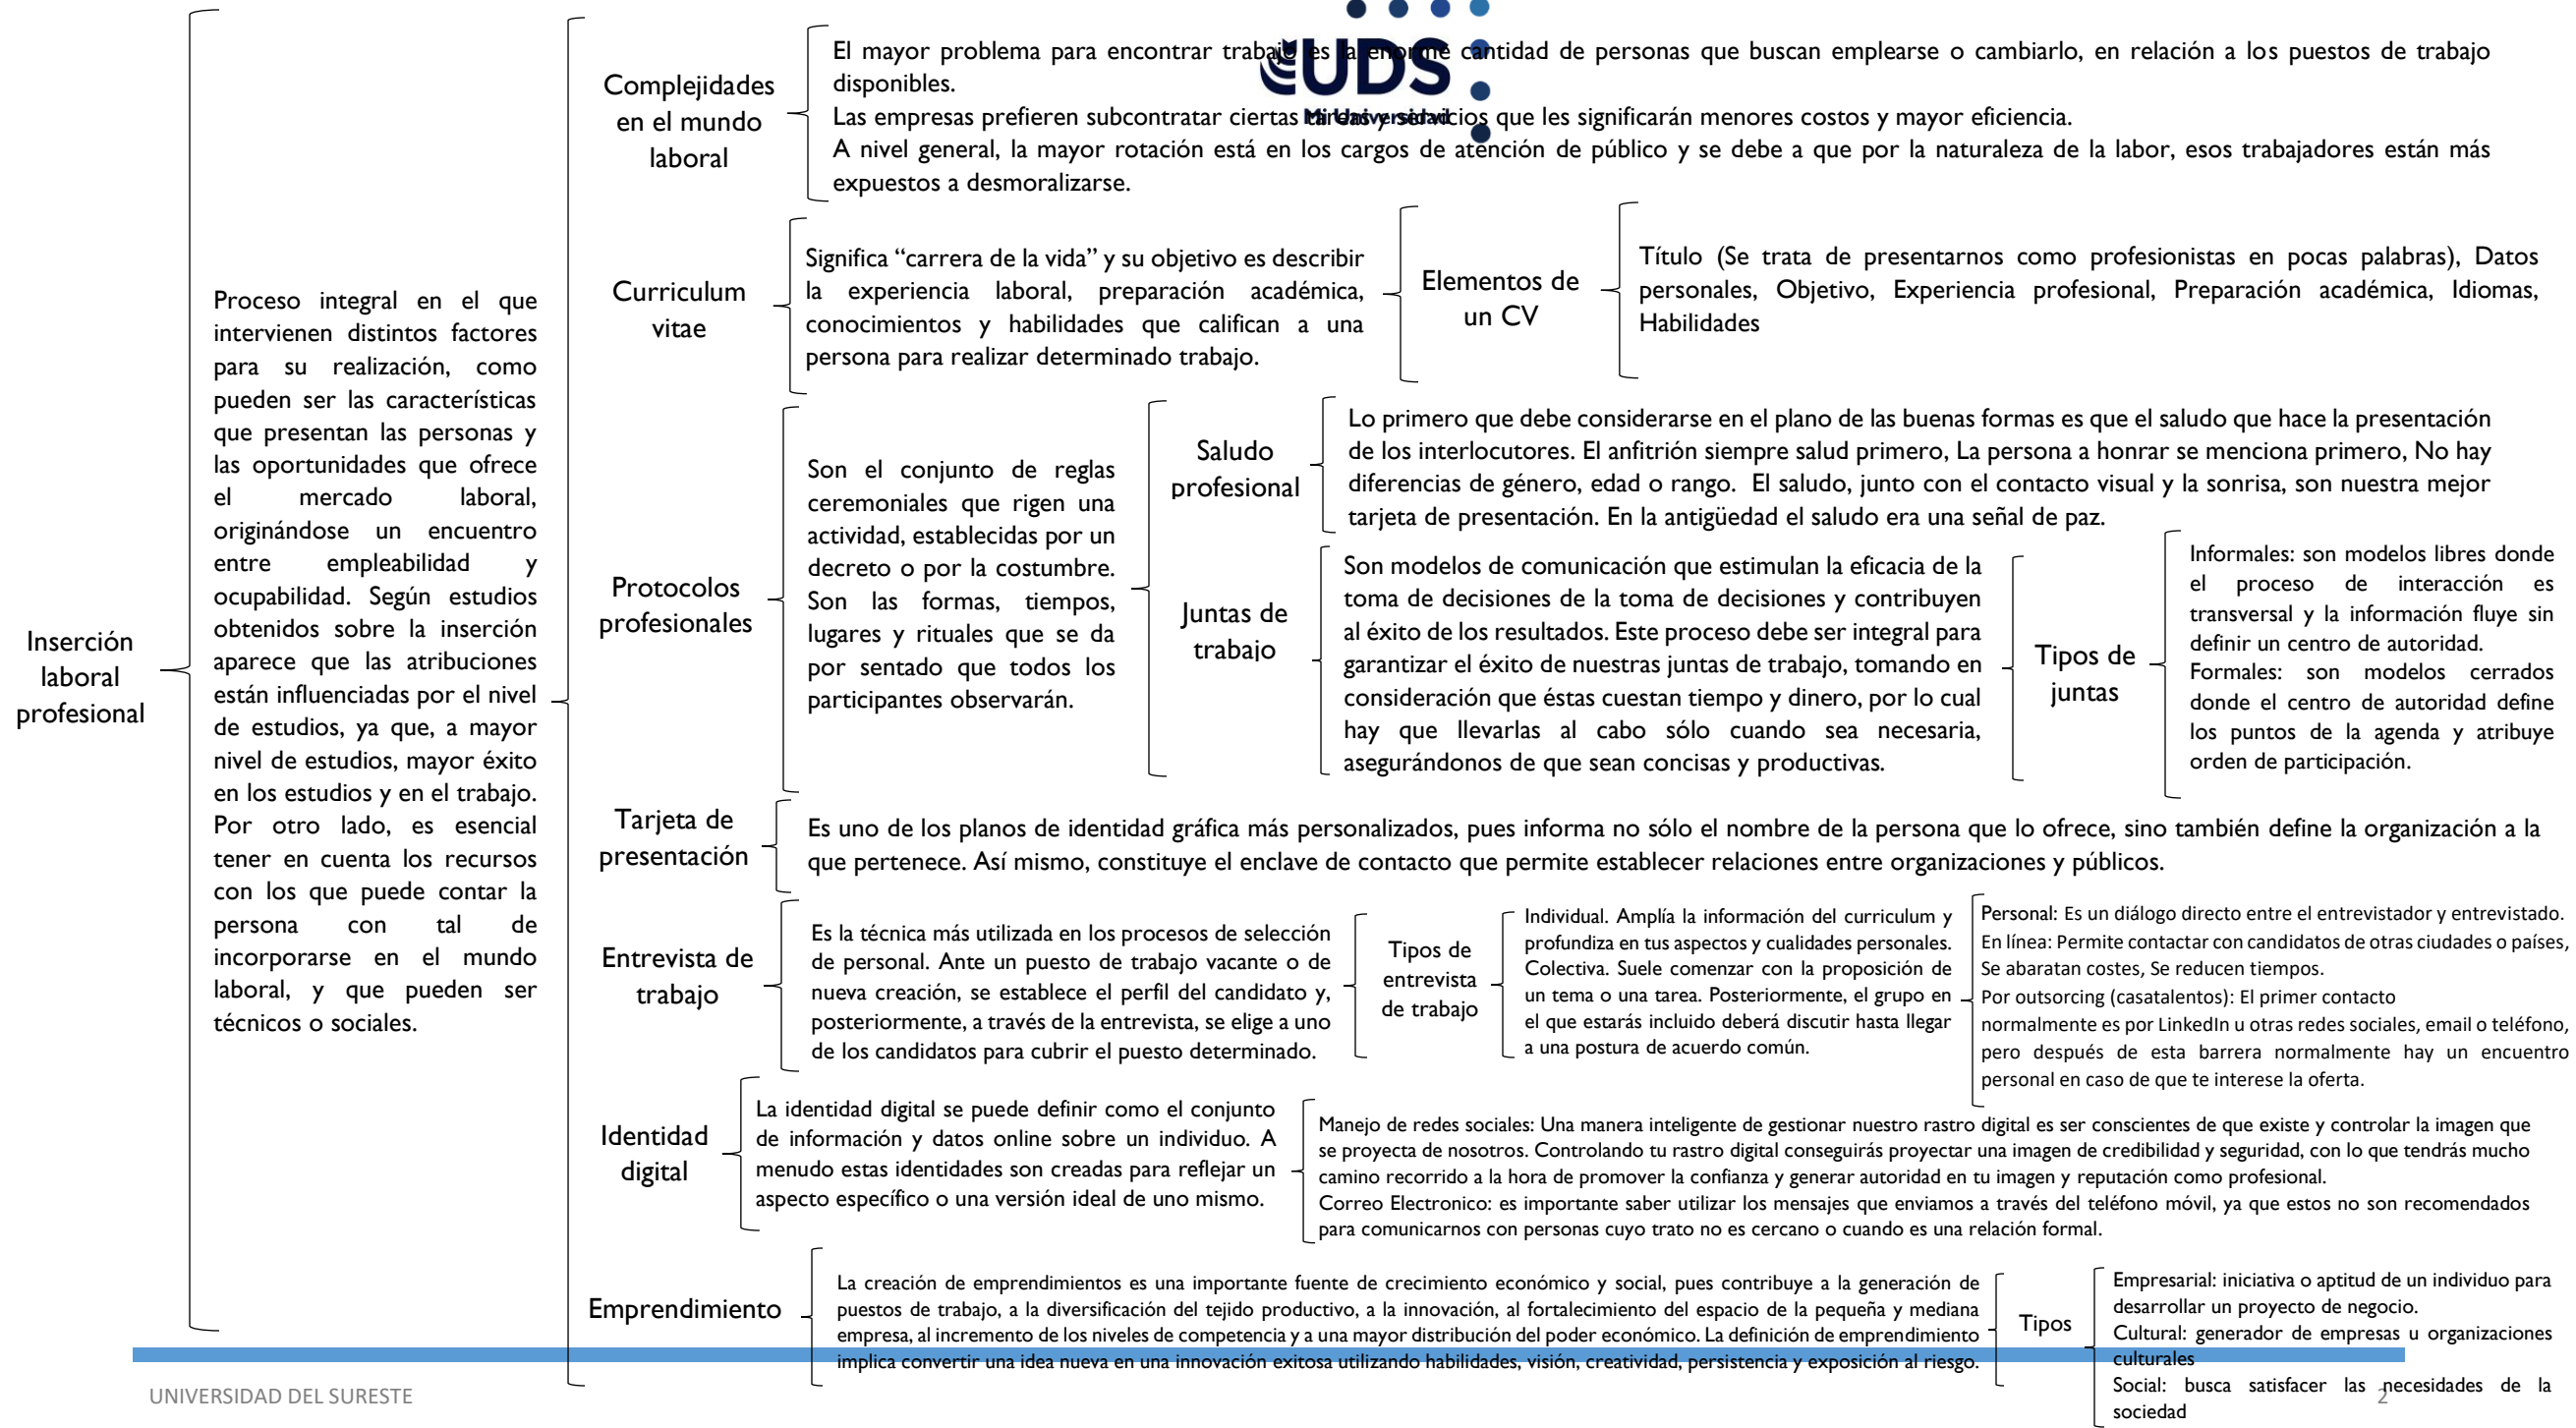 UDS
Mi Universidad
Inserción
laboral
profesional
Proceso integral en el que
intervienen distintos factores
para su realización, como
pueden ser las características
que presentan las personas y
las oportunidades que ofrece
el mercado laboral,
originándose un encuentro
entre empleabilidad y
ocupabilidad. Según estudios
obtenidos sobre la inserción
aparece que las atribuciones
están influenciadas por el nivel
de estudios, ya que, a mayor
nivel de estudios, mayor éxito
en los estudios y en el trabajo.
Por otro lado, es esencial
tener en cuenta los recursos
con los que puede contar la
persona con tal de
incorporarse en el mundo
laboral, y que pueden ser
técnicos o sociales.
Complejidades
en el mundo
laboral
El mayor problema para encontrar trabajo es la enorme cantidad de personas que buscan emplearse o cambiarlo, en relación a los puestos de trabajo
disponibles.
Las empresas prefieren subcontratar ciertas tareas y servicios que les significarán menores costos y mayor eficiencia.
A nivel general, la mayor rotación está en los cargos de atención de público y se debe a que por la naturaleza de la labor, esos trabajadores están más
expuestos a desmoralizarse.
Curriculum
vitae
Significa “carrera de la vida” y su objetivo es describir
la experiencia laboral, preparación académica,
conocimientos y habilidades que califican a una
persona para realizar determinado trabajo.
Elementos de
un CV
Título (Se trata de presentarnos como profesionistas en pocas palabras), Datos
personales, Objetivo, Experiencia profesional, Preparación académica, Idiomas,
Habilidades
Protocolos
profesionales
Son el conjunto de reglas
ceremoniales que rigen una
actividad, establecidas por un
decreto o por la costumbre.
Son las formas, tiempos,
lugares y rituales que se da
por sentado que todos los
participantes observarán.
Saludo
profesional
Lo primero que debe considerarse en el plano de las buenas formas es que el saludo que hace la presentación
de los interlocutores. El anfitrión siempre salud primero, La persona a honrar se menciona primero, No hay
diferencias de género, edad o rango. El saludo, junto con el contacto visual y la sonrisa, son nuestra mejor
tarjeta de presentación. En la antigüedad el saludo era una señal de paz.
Juntas de
trabajo
Son modelos de comunicación que estimulan la eficacia de la
toma de decisiones de la toma de decisiones y contribuyen
al éxito de los resultados. Este proceso debe ser integral para
garantizar el éxito de nuestras juntas de trabajo, tomando en
consideración que éstas cuestan tiempo y dinero, por lo cual
hay que llevarlas al cabo sólo cuando sea necesaria,
asegurándonos de que sean concisas y productivas.
Tipos de
juntas
Informales: son modelos libres donde
el proceso de interacción es
transversal y la información fluye sin
definir un centro de autoridad.
Formales: son modelos cerrados
donde el centro de autoridad define
los puntos de la agenda y atribuye
orden de participación.
Tarjeta de
presentación
Es uno de los planos de identidad gráfica más personalizados, pues informa no sólo el nombre de la persona que lo ofrece, sino también define la organización a la
que pertenece. Así mismo, constituye el enclave de contacto que permite establecer relaciones entre organizaciones y públicos.
Entrevista de
trabajo
Es la técnica más utilizada en los procesos de selección
de personal. Ante un puesto de trabajo vacante o de
nueva creación, se establece el perfil del candidato y,
posteriormente, a través de la entrevista, se elige a uno
de los candidatos para cubrir el puesto determinado.
Tipos de
entrevista
de trabajo
Individual. Amplía la información del curriculum y
profundiza en tus aspectos y cualidades personales.
Colectiva. Suele comenzar con la proposición de
un tema o una tarea. Posteriormente, el grupo en
el que estarás incluido deberá discutir hasta llegar
a una postura de acuerdo común.
Personal: Es un diálogo directo entre el entrevistador y entrevistado.
En línea: Permite contactar con candidatos de otras ciudades o países,
Se abaratan costes, Se reducen tiempos.
Por outsorcing (casatalentos): El primer contacto
normalmente es por LinkedIn u otras redes sociales, email o teléfono,
pero después de esta barrera normalmente hay un encuentro
personal en caso de que te interese la oferta.
Identidad
digital
La identidad digital se puede definir como el conjunto
de información y datos online sobre un individuo. A
menudo estas identidades son creadas para reflejar un
aspecto específico o una versión ideal de uno mismo.
Manejo de redes sociales: Una manera inteligente de gestionar nuestro rastro digital es ser conscientes de que existe y controlar la imagen que
se proyecta de nosotros. Controlando tu rastro digital conseguirás proyectar una imagen de credibilidad y seguridad, con lo que tendrás mucho
camino recorrido a la hora de promover la confianza y generar autoridad en tu imagen y reputación como profesional.
Correo Electronico: es importante saber utilizar los mensajes que enviamos a través del teléfono móvil, ya que estos no son recomendados
para comunicarnos con personas cuyo trato no es cercano o cuando es una relación formal.
Emprendimiento
La creación de emprendimientos es una importante fuente de crecimiento económico y social, pues contribuye a la generación de
puestos de trabajo, a la diversificación del tejido productivo, a la innovación, al fortalecimiento del espacio de la pequeña y mediana
empresa, al incremento de los niveles de competencia y a una mayor distribución del poder económico. La definición de emprendimiento
implica convertir una idea nueva en una innovación exitosa utilizando habilidades, visión, creatividad, persistencia y exposición al riesgo.
Tipos
Empresarial: iniciativa o aptitud de un individuo para
desarrollar un proyecto de negocio.
Cultural: generador de empresas u organizaciones
culturales
Social: busca satisfacer las necesidades de la
sociedad
UNIVERSIDAD DEL SURESTE
2